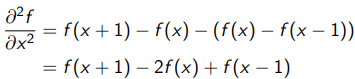 ∂²f/∂x² = f(x + 1) − f(x) − (f(x) − f(x − 1))
= f(x + 1) − 2f(x) + f(x − 1)